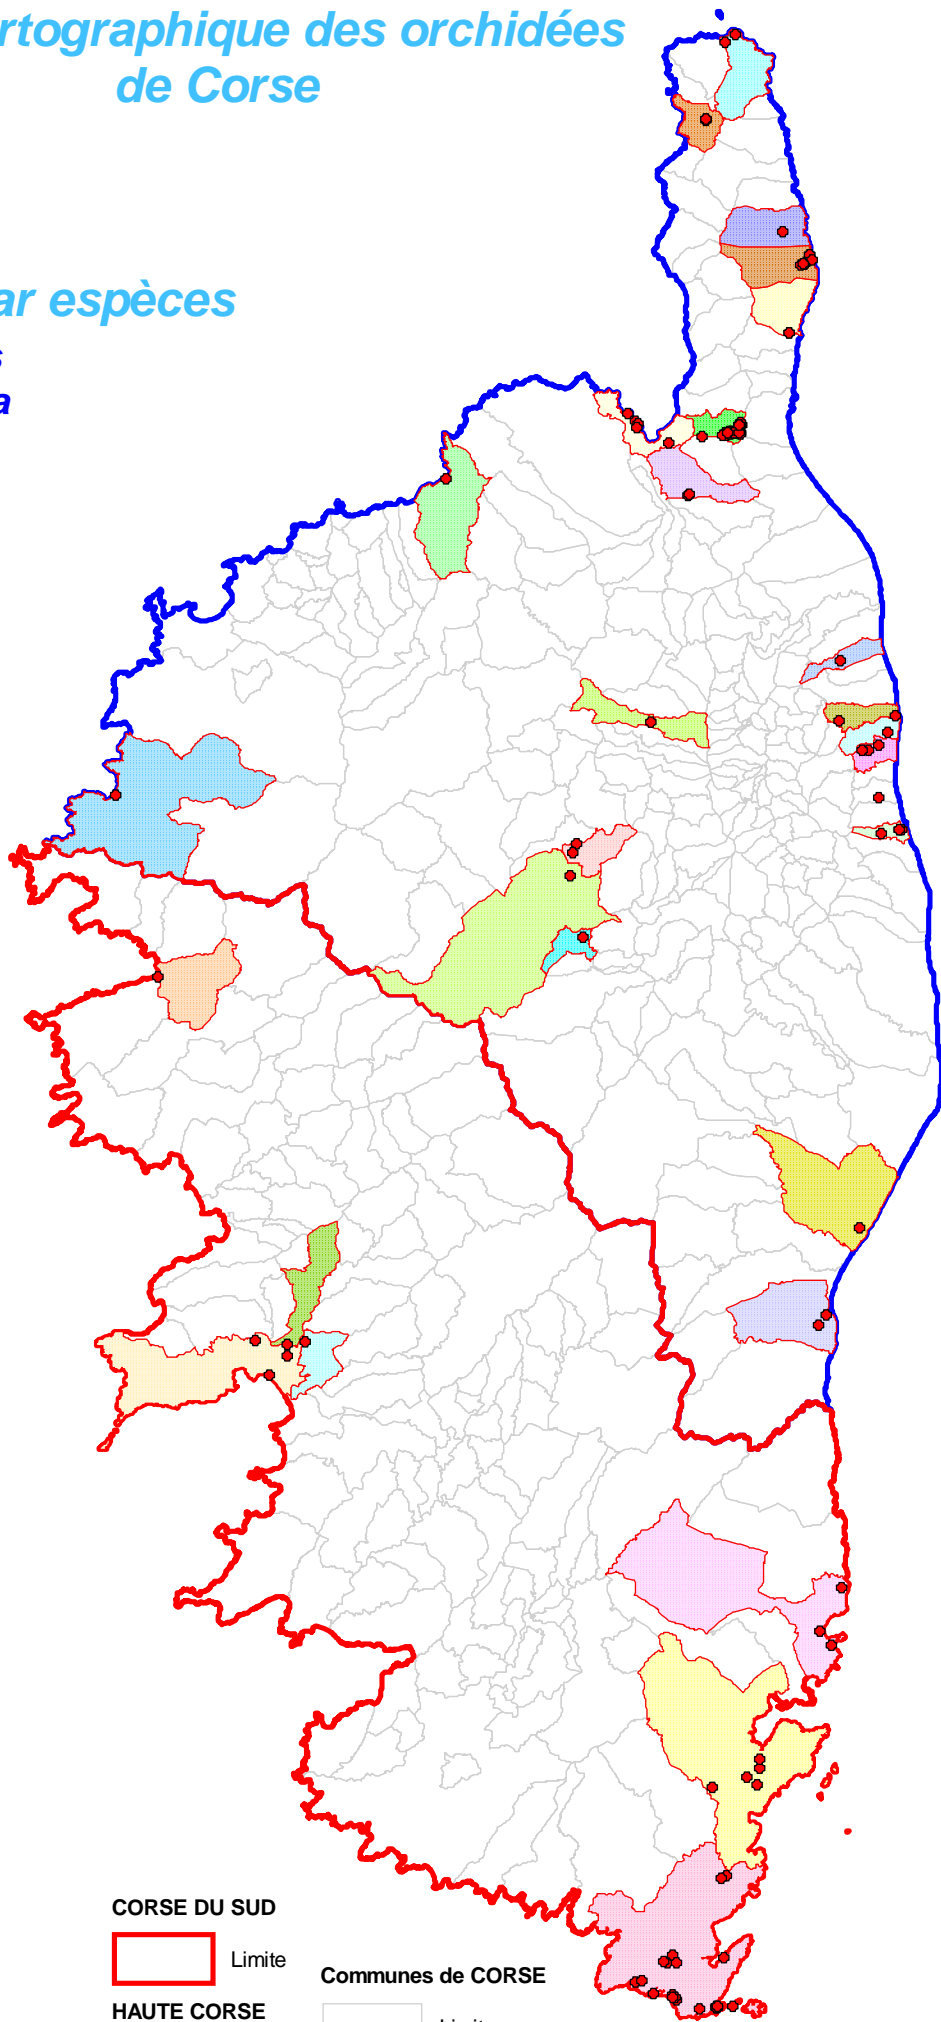 rtographique des orchidées
de Corse
ar espèces
CORSE DU SUD
Limite
Communes de CORSE
HAUTE CORSE